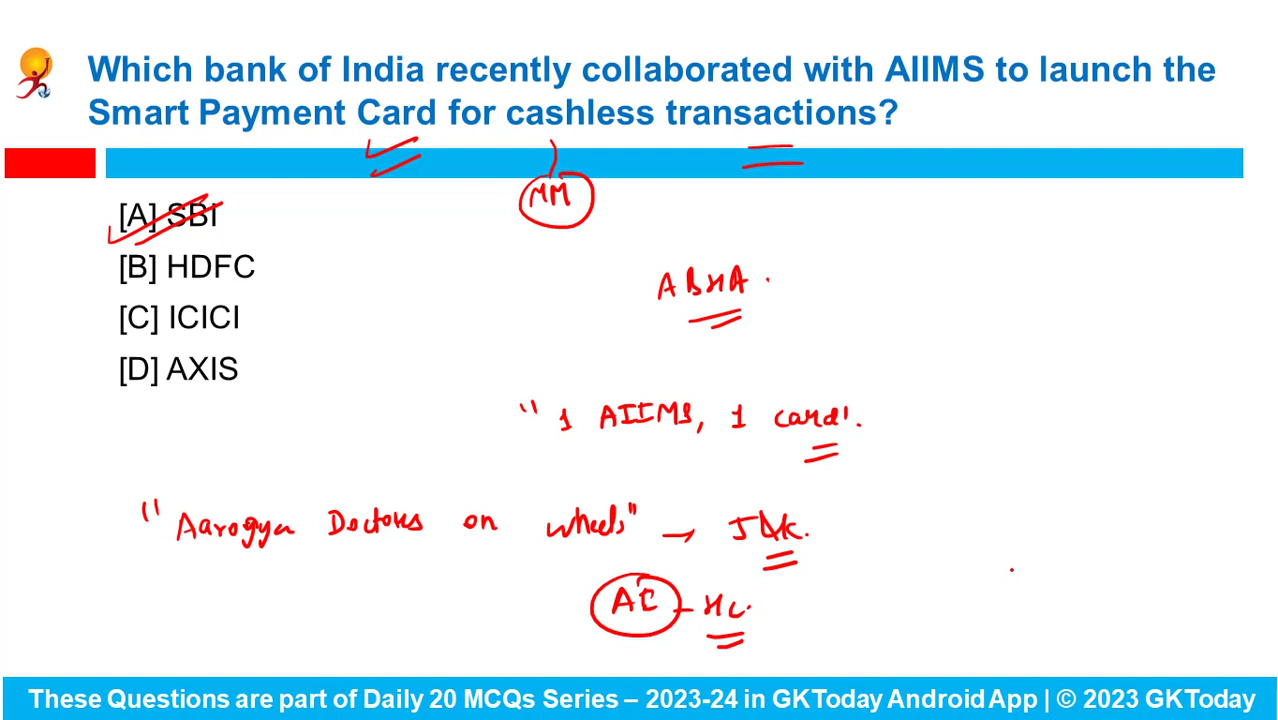 Which bank of India recently collaborated with AIIMS to launch the
Smart Payment Card for cashless transactions?
MM
[A] SBI
[B] HDFC
ABHA.
[C] ICICI
[D] AXIS
"1 AIIMS, 1 card".
"Aarogya Doctors on wheels" → J&K.
AI - HC.
These Questions are part of Daily 20 MCQs Series – 2023-24 in GKToday Android App | © 2023 GKToday